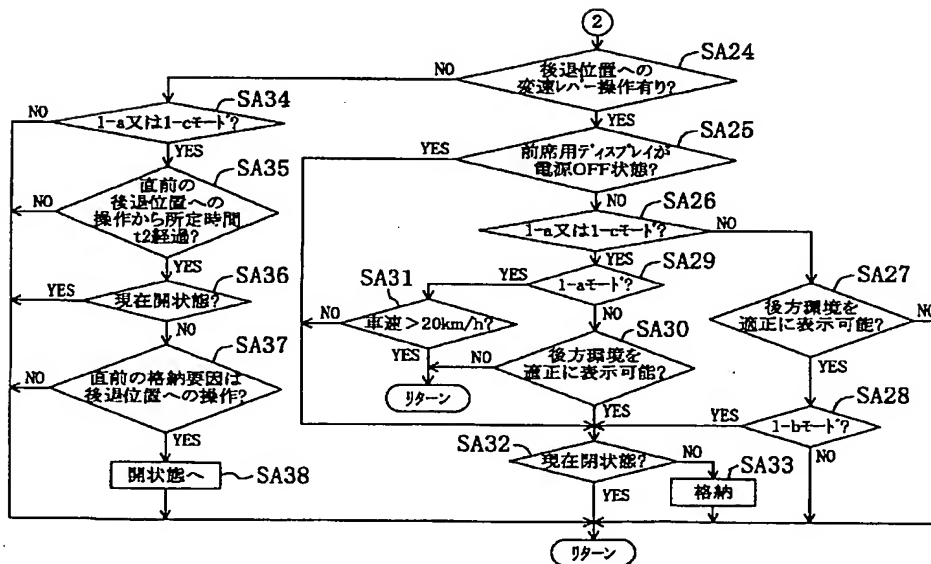 2
SA24
後退位置への
変速レバー操作有り?
NO
YES
SA34
1-a又は1-cモード?
NO
YES
SA25
前席用ディスプレイが
電源OFF状態?
YES
NO
SA35
直前の
後退位置への
操作から所定時間
t2経過?
NO
YES
SA26
1-a又は1-cモード?
NO
YES
SA36
現在開状態?
YES
NO
SA29
1-aモード?
YES
NO
SA31
車速>20km/h?
NO
YES
SA27
後方環境を
適正に表示可能?
NO
YES
SA30
後方環境を
適正に表示可能?
NO
YES
リターン
SA37
直前の格納要因は
後退位置への操作?
NO
YES
SA28
1-bモード?
YES
NO
SA32
現在閉状態?
NO
YES
SA33
格納
開状態へ
SA38
リターン